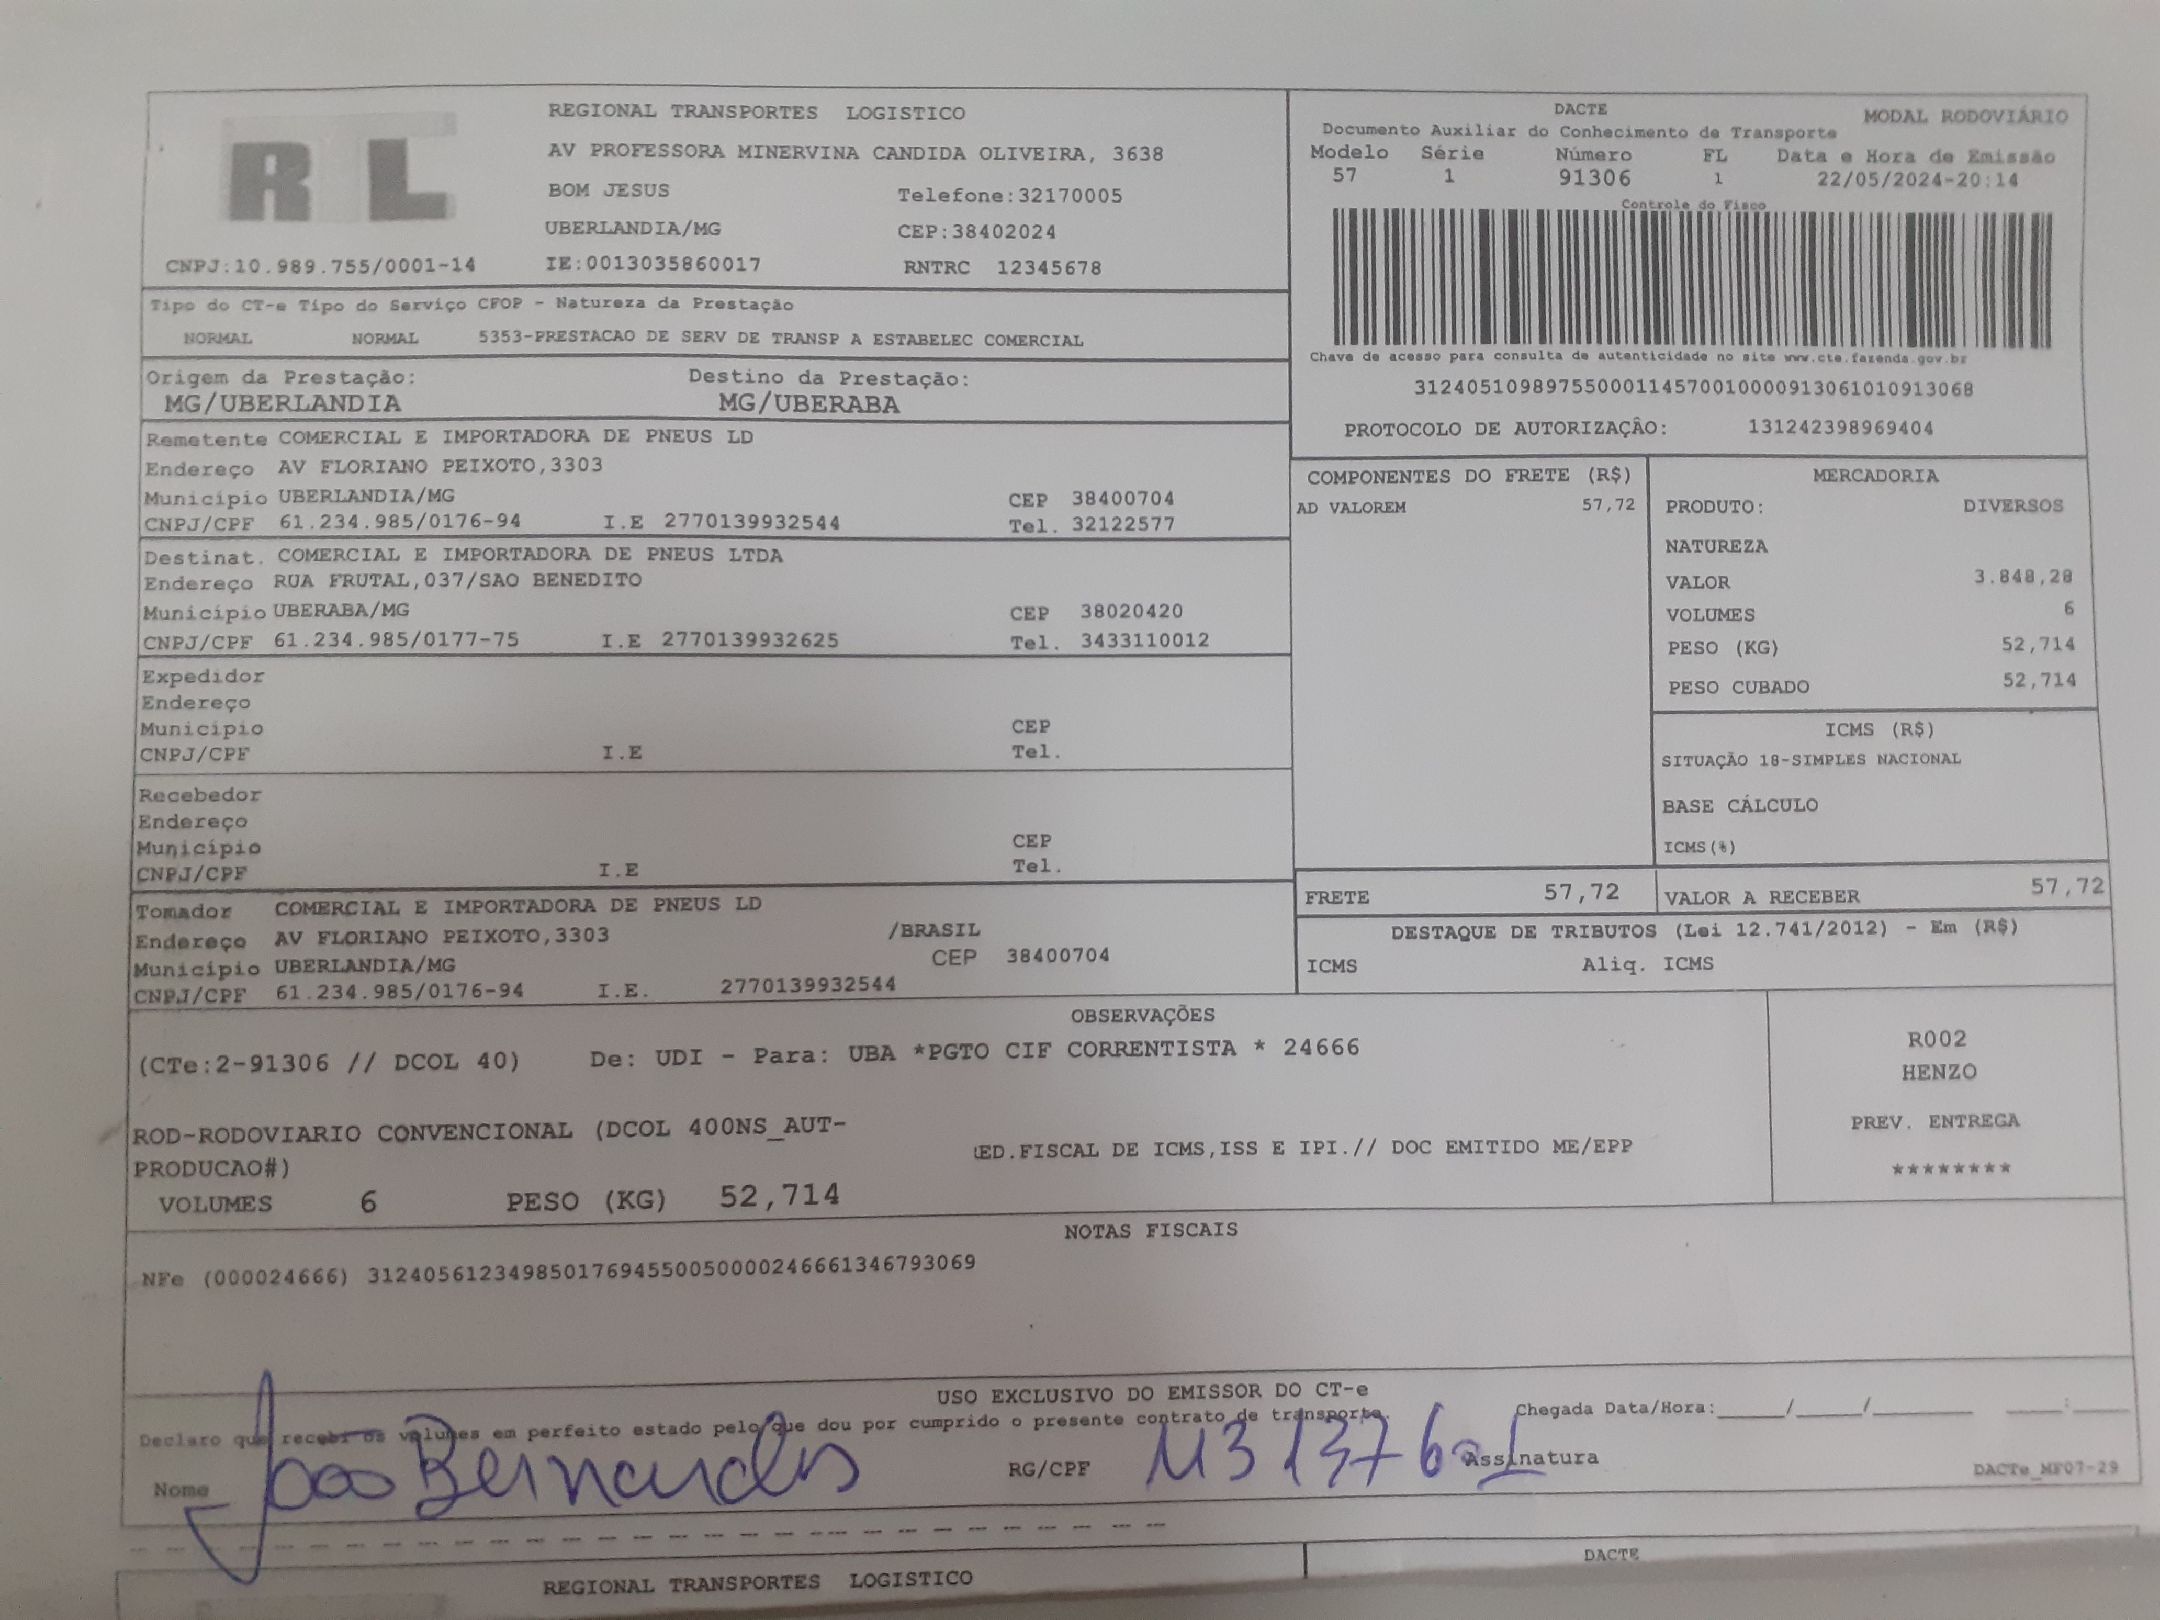 RTL
REGIONAL TRANSPORTES LOGISTICO
AV PROFESSORA MINERVINA CANDIDA OLIVEIRA, 3638
BOM JESUS Telefone:32170005
UBERLANDIA/MG CEP:38402024
CNPJ:10.989.755/0001-14 IE:0013035860017 RNTRC 12345678
DACTE MODAL RODOVIÁRIO
Documento Auxiliar do Conhecimento de Transporte
Modelo Série Número FL Data e Hora de Emissão
57 1 91306 1 22/05/2024-20:14
Controle do Fisco
Chave de acesso para consulta de autenticidade no site www.cte.fazenda.gov.br
31240510989755000114570010000913061010913068
PROTOCOLO DE AUTORIZAÇÂO: 131242398969404
Tipo do CT-e Tipo do Serviço CFOP - Natureza da Prestação
NORMAL NORMAL 5353-PRESTACAO DE SERV DE TRANSP A ESTABELEC COMERCIAL
Origem da Prestação: Destino da Prestação:
MG/UBERLANDIA MG/UBERABA
Remetente COMERCIAL E IMPORTADORA DE PNEUS LD
Endereço AV FLORIANO PEIXOTO,3303
Município UBERLANDIA/MG CEP 38400704
CNPJ/CPF 61.234.985/0176-94 I.E 2770139932544 Tel. 32122577
Destinat. COMERCIAL E IMPORTADORA DE PNEUS LTDA
Endereço RUA FRUTAL,037/SAO BENEDITO
Município UBERABA/MG CEP 38020420
CNPJ/CPF 61.234.985/0177-75 I.E 2770139932625 Tel. 3433110012
Expedidor
Endereço
Município CEP
CNPJ/CPF I.E Tel.
Recebedor
Endereço
Município CEP
CNPJ/CPF I.E Tel.
Tomador COMERCIAL E IMPORTADORA DE PNEUS LD
Endereço AV FLORIANO PEIXOTO,3303 /BRASIL
Município UBERLANDIA/MG CEP 38400704
CNPJ/CPF 61.234.985/0176-94 I.E. 2770139932544
COMPONENTES DO FRETE (R$)
AD VALOREM 57,72
MERCADORIA
PRODUTO: DIVERSOS
NATUREZA
VALOR 3.848,28
VOLUMES 6
PESO (KG) 52,714
PESO CUBADO 52,714
ICMS (R$)
SITUAÇÃO 18-SIMPLES NACIONAL
BASE CÁLCULO
ICMS(%)
FRETE 57,72 VALOR A RECEBER 57,72
DESTAQUE DE TRIBUTOS (Lei 12.741/2012) - Em (R$)
ICMS Aliq. ICMS
OBSERVAÇÕES
(CTe:2-91306 // DCOL 40) De: UDI - Para: UBA *PGTO CIF CORRENTISTA * 24666
ROD-RODOVIARIO CONVENCIONAL (DCOL 400NS_AUT-
PRODUCAO#)
ED.FISCAL DE ICMS,ISS E IPI.// DOC EMITIDO ME/EPP
VOLUMES 6 PESO (KG) 52,714
R002
HENZO
PREV. ENTREGA
********
NOTAS FISCAIS
NFe (000024666) 31240561234985017694550050000246661346793069
USO EXCLUSIVO DO EMISSOR DO CT-e
Declaro que recebi os volumes em perfeito estado pelo que dou por cumprido o presente contrato de transporte. Chegada Data/Hora:____/____/______ ____:____
Nome João Bernardes RG/CPF Assinatura
DACTe_MF07-29
REGIONAL TRANSPORTES LOGISTICO
DACTE